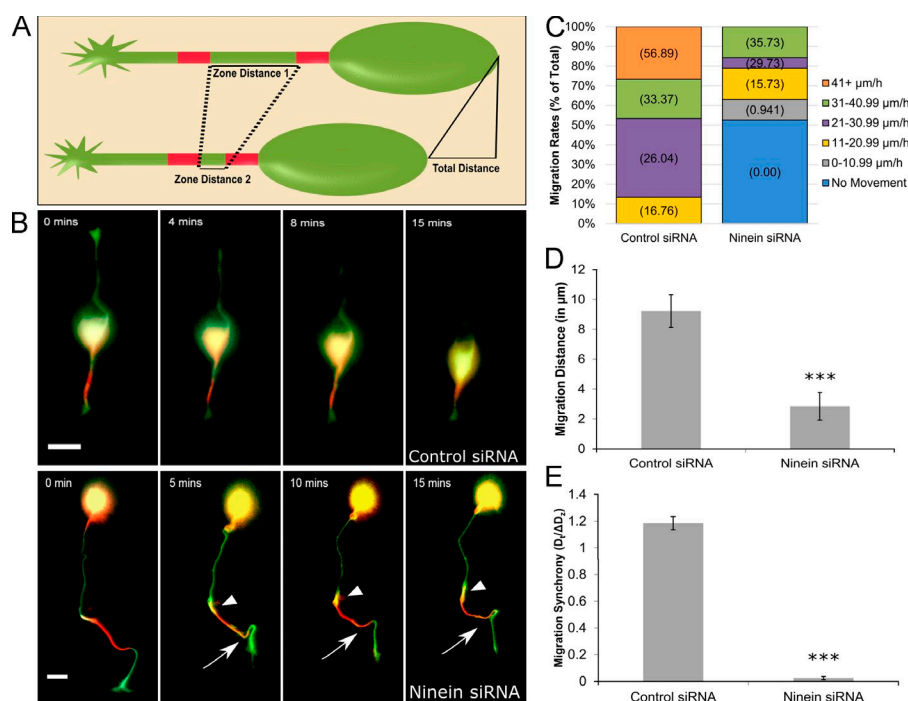 A
Zone Distance 1
Zone Distance 2
Total Distance
B
0 mins
4 mins
8 mins
15 mins
Control siRNA
0 min
5 mins
10 mins
15 mins
Ninein siRNA
C
Migration Rates (% of Total)
100%
90%
80%
70%
60%
50%
40%
30%
20%
10%
0%
(56.89)
(33.37)
(26.04)
(16.76)
(35.73)
(29.73)
(15.73)
(0.941)
(0.00)
Control siRNA
Ninein siRNA
41+ µm/h
31-40.99 µm/h
21-30.99 µm/h
11-20.99 µm/h
0-10.99 µm/h
No Movement
D
Migration Distance (in µm)
12
10
8
6
4
2
0
***
Control siRNA
Ninein siRNA
E
Migration Synchrony (Dₜ/ΔD₂)
1.4
1.2
1
0.8
0.6
0.4
0.2
0
***
Control siRNA
Ninein siRNA